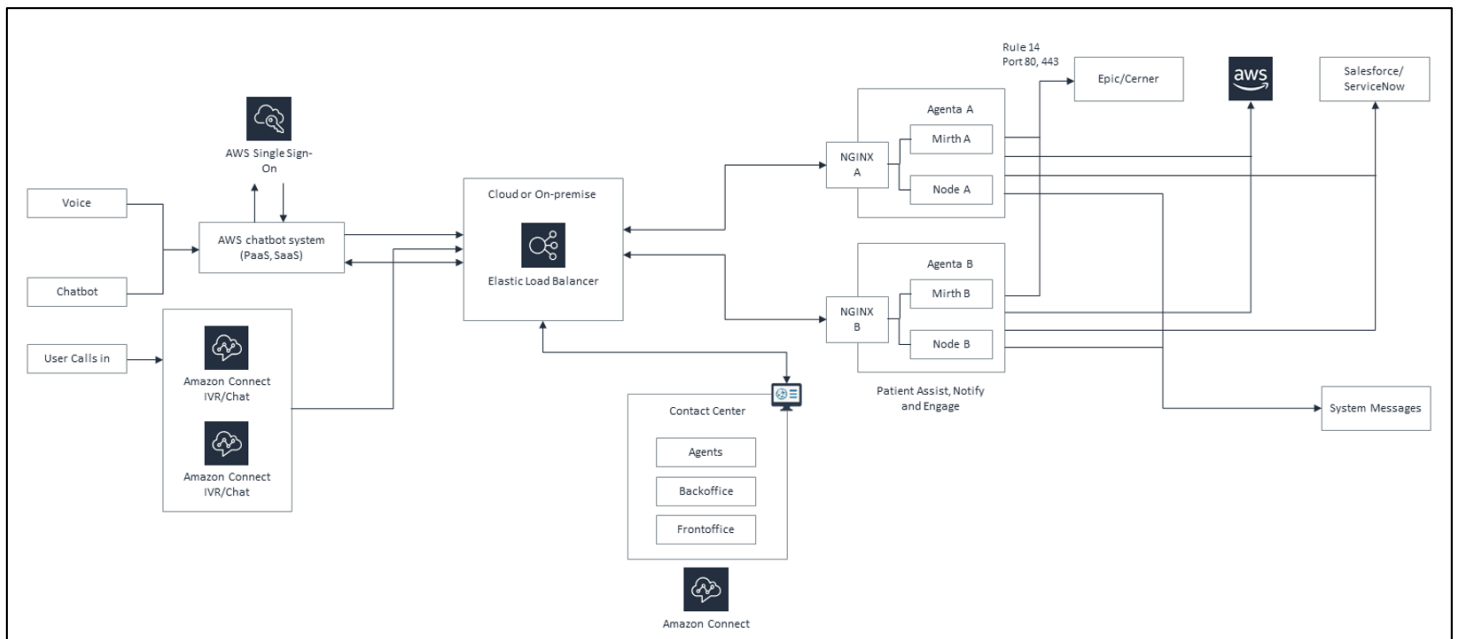 Voice
Chatbot
User Calls in
AWS Single Sign-
On
AWS chatbot system
(PaaS, SaaS)
Amazon Connect
IVR/Chat
Amazon Connect
IVR/Chat
Cloud or On-premise
Elastic Load Balancer
Contact Center
Agents
Backoffice
Frontoffice
Amazon Connect
NGINX
A
Agenta A
Mirth A
Node A
NGINX
B
Agenta B
Mirth B
Node B
Patient Assist, Notify
and Engage
Rule 14
Port 80, 443
Epic/Cerner
aws
Salesforce/
ServiceNow
System Messages